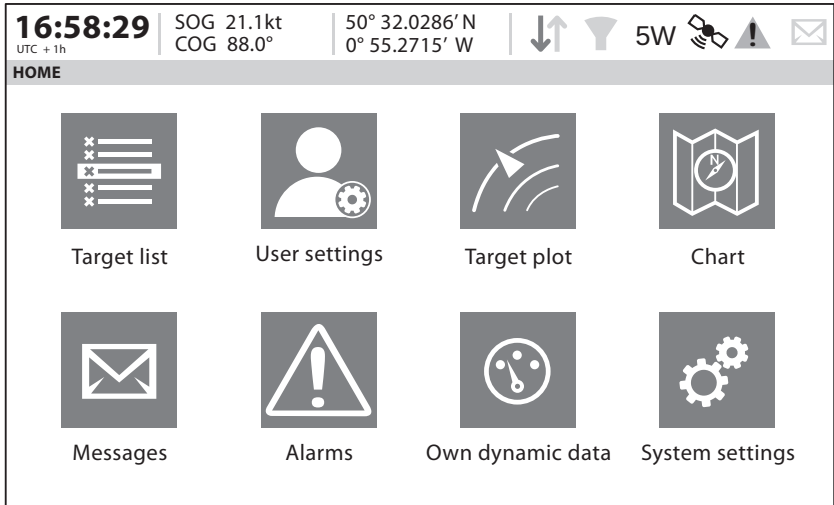 16:58:29
UTC + 1h
SOG 21.1kt
COG 88.0°
50° 32.0286′ N
0° 55.2715′ W
5W
HOME
N
Target list
User settings
Target plot
Chart
Messages
Alarms
Own dynamic data
System settings